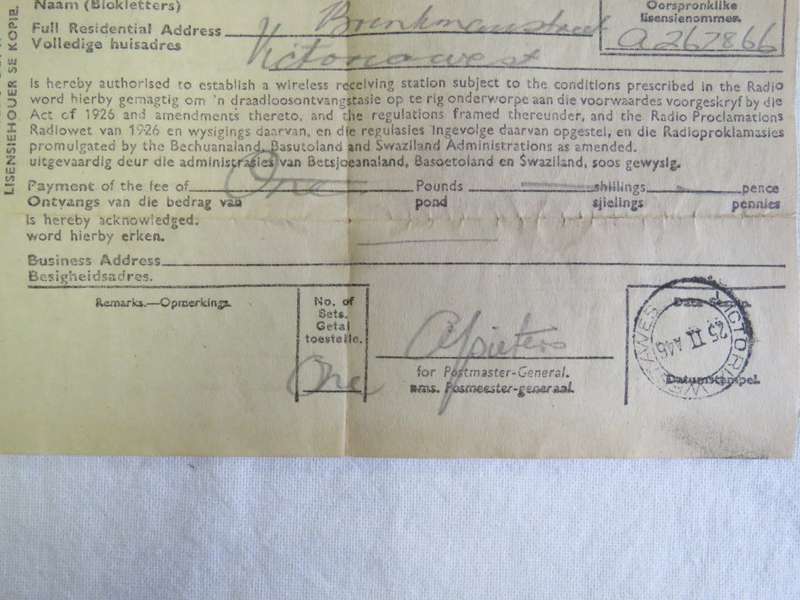 Naam (Blokletters)
Full Residential Address Brinkmanstreet
Volledige huisadres Victoria west
Oorspronklike
lisensienommer.
a267866
LISENSIEHOUER SE KOPIE.
Is hereby authorised to establish a wireless receiving station subject to the conditions prescribed in the Radio
word hierby gemagtig om 'n draadloosontvangstasie op te rig onderworpe aan die voorwaardes voorgeskryf by die
Act of 1926 and amendments thereto, and the regulations framed thereunder, and the Radio Proclamations
Radiowet van 1926 en wysigings daarvan, en die regulasies ingevolge daarvan opgestel, en die Radioproklamasies
promulgated by the Bechuanaland, Basutoland and Swaziland Administrations as amended.
uitgevaardig deur die administrasies van Betsjoeanaland, Basoetoland en Swaziland, soos gewysig.
Payment of the fee of One Pounds shillings pence
Ontvangs van die bedrag van pond sjielings pennies
is hereby acknowledged.
word hierby erken.
Business Address
Besigheidsadres.
Remarks.—Opmerkings.
No. of
Sets.
Getal
toestelle.
One
for Postmaster-General.
nms. Posmeester-generaal.
Date Stamp.
VICTORIA WES
25 II 46
Datumstempel.